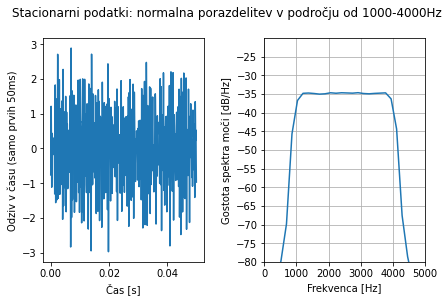 Stacionarni podatki: normalna porazdelitev v področju od 1000-4000Hz
Odziv v času (samo prvih 50ms)
3
2
1
0
-1
-2
-3
0.00 0.02 0.04
Čas [s]
Gostota spektra moči [dB/Hz]
-25
-30
-35
-40
-45
-50
-55
-60
-65
-70
-75
-80
0 1000 2000 3000 4000 5000
Frekvenca [Hz]